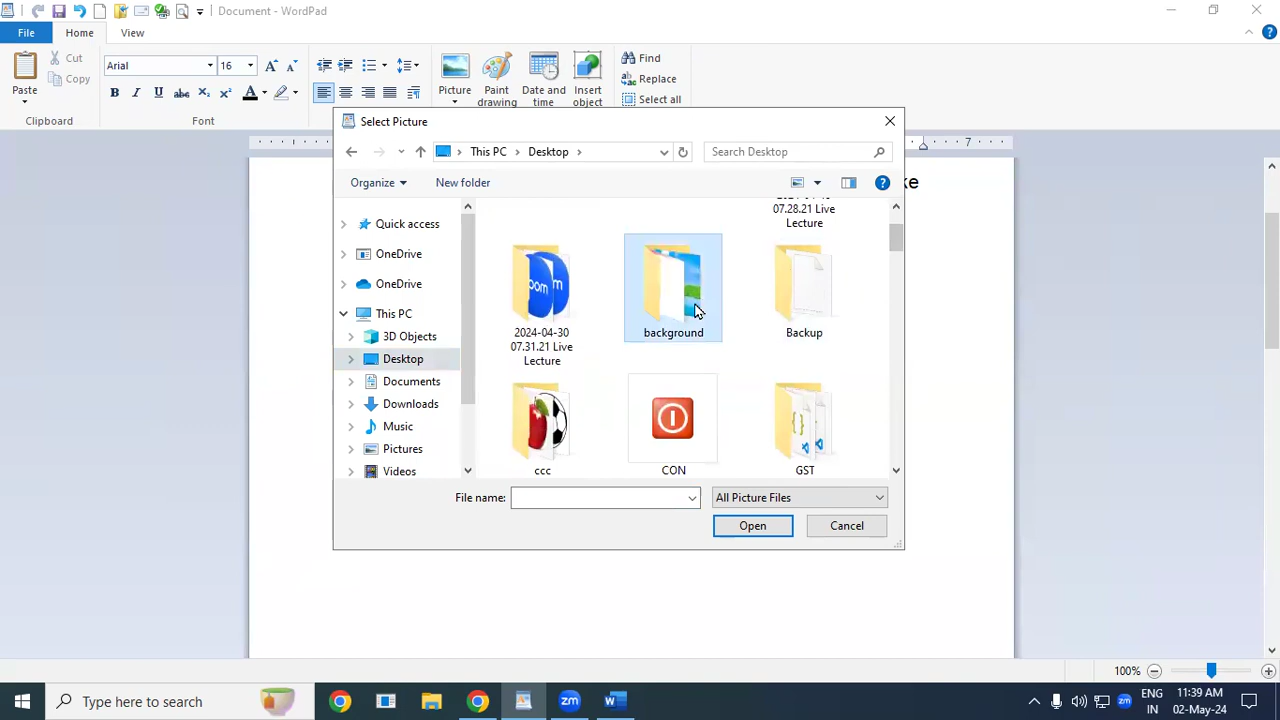 Document - WordPad
File
Home
View
Paste
Cut
Copy
Clipboard
Arial
16
Font
Picture
Paint
drawing
Date and
time
Insert
object
Find
Replace
Select all
7
ke
Select Picture
This PC
Desktop
Search Desktop
Organize
New folder
Quick access
OneDrive
OneDrive
This PC
3D Objects
Desktop
Documents
Downloads
Music
Pictures
Videos
07.28.21 Live
Lecture
2024-04-30
07.31.21 Live
Lecture
background
Backup
ccc
CON
GST
File name:
All Picture Files
Open
Cancel
100%
Type here to search
ENG
IN
11:39 AM
02-May-24